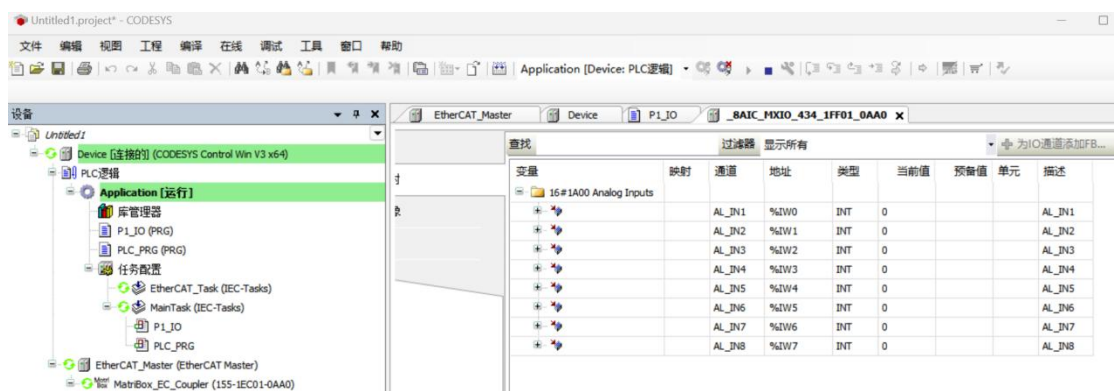 Untitled1.project* - CODESYS
文件 编辑 视图 工程 编译 在线 调试 工具 窗口 帮助
Application [Device: PLC逻辑]
设备
Untitled1
Device [连接的] (CODESYS Control Win V3 x64)
PLC逻辑
Application [运行]
库管理器
P1_IO (PRG)
PLC_PRG (PRG)
任务配置
EtherCAT_Task (IEC-Tasks)
MainTask (IEC-Tasks)
P1_IO
PLC_PRG
EtherCAT_Master (EtherCAT Master)
MatriBox_EC_Coupler (155-1EC01-0AA0)
EtherCAT_Master Device P1_IO _8AIC_MXIO_434_1FF01_0AA0
查找 过滤器 显示所有 为IO通道添加FB...
变量 映射 通道 地址 类型 当前值 预备值 单元 描述
16#1A00 Analog Inputs
AL_IN1 %IW0 INT 0 AL_IN1
AL_IN2 %IW1 INT 0 AL_IN2
AL_IN3 %IW2 INT 0 AL_IN3
AL_IN4 %IW3 INT 0 AL_IN4
AL_IN5 %IW4 INT 0 AL_IN5
AL_IN6 %IW5 INT 0 AL_IN6
AL_IN7 %IW6 INT 0 AL_IN7
AL_IN8 %IW7 INT 0 AL_IN8